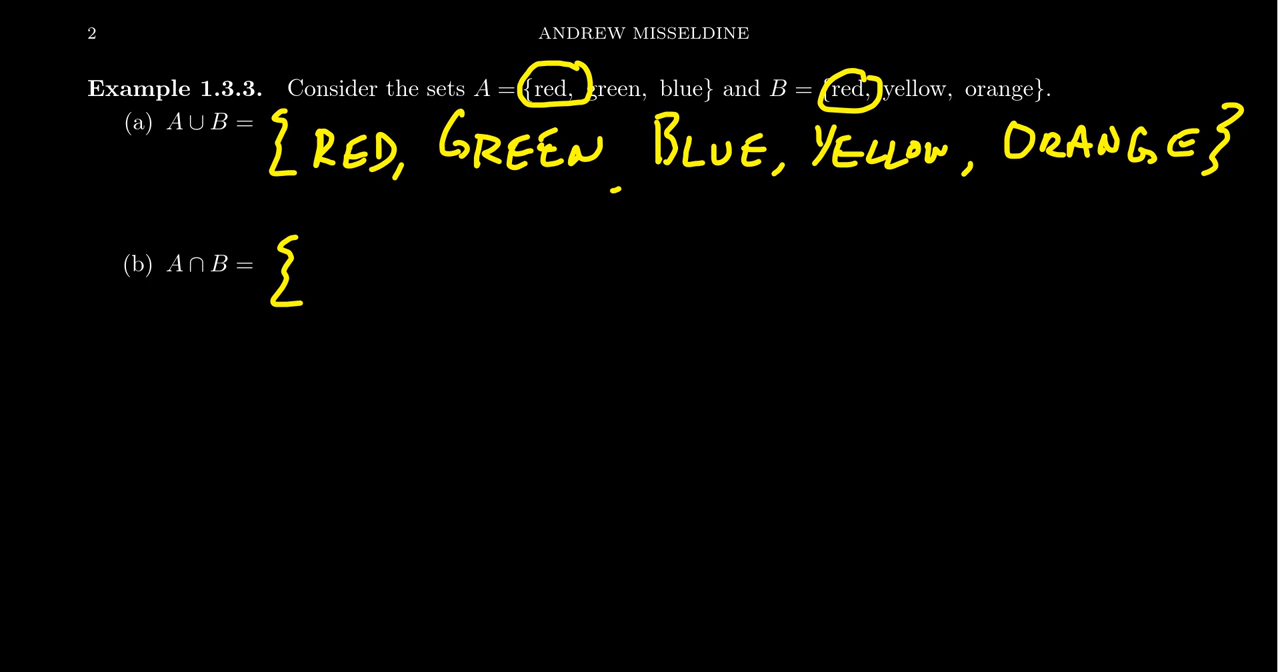 2 ANDREW MISSELDINE
Example 1.3.3. Consider the sets A = {red, green, blue} and B = {red, yellow, orange}.
(a) A ∪ B = { RED, GREEN, BLUE, YELLOW, ORANGE}
(b) A ∩ B = {